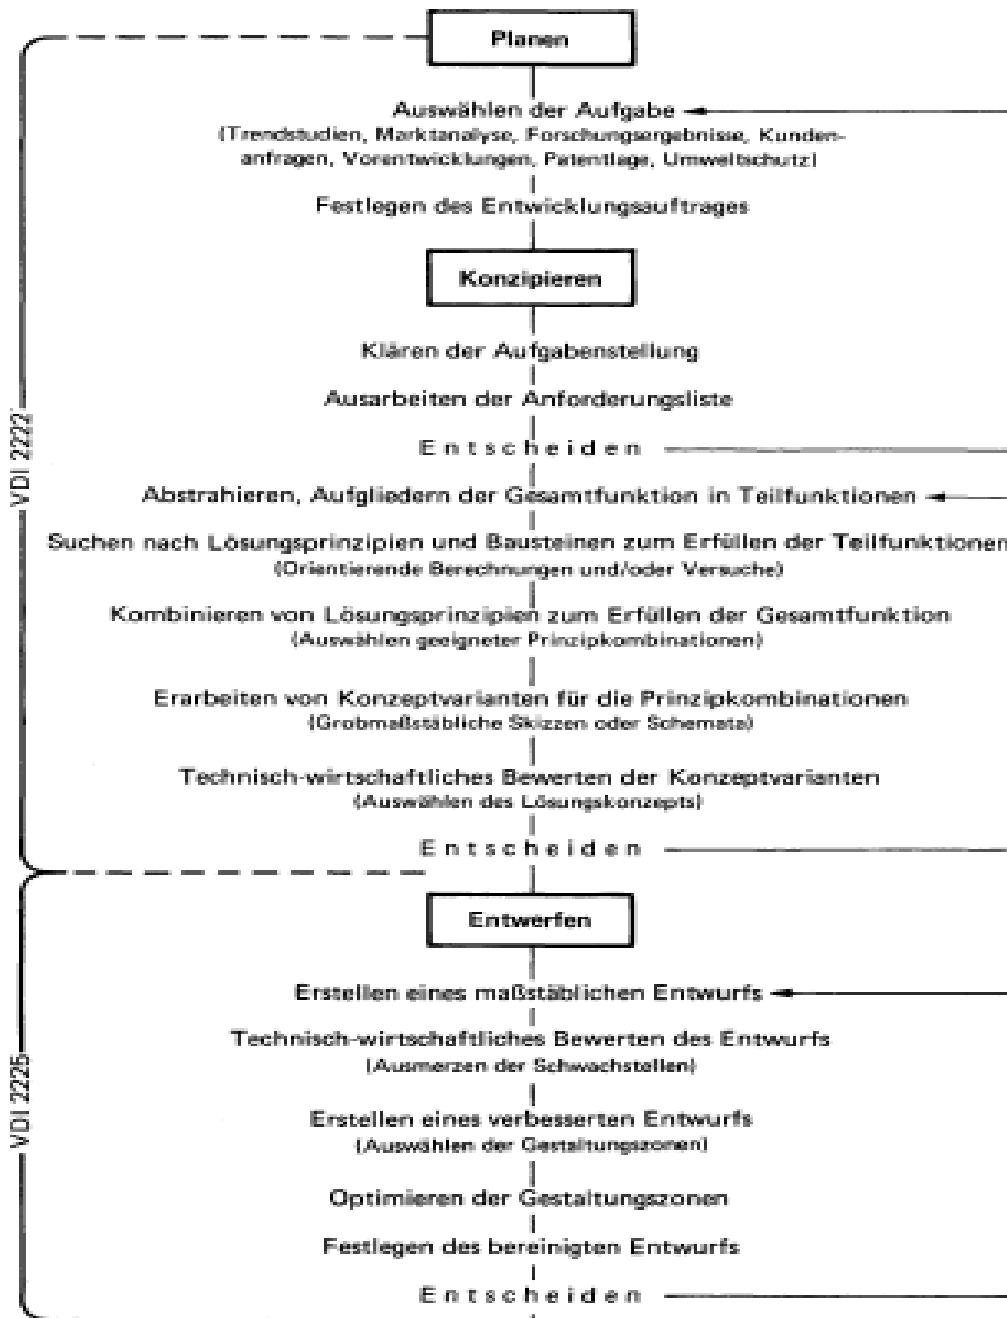 Planen
Auswählen der Aufgabe
(Trendstudien, Marktanalyse, Forschungsergebnisse, Kunden-
anfragen, Vorentwicklungen, Patentlage, Umweltschutz)
Festlegen des Entwicklungsauftrages
Konzipieren
Klären der Aufgabenstellung
Ausarbeiten der Anforderungsliste
Entscheiden
VDI 2222
Abstrahieren, Aufgliedern der Gesamtfunktion in Teilfunktionen
Suchen nach Lösungsprinzipien und Bausteinen zum Erfüllen der Teilfunktionen
(Orientierende Berechnungen und/oder Versuche)
Kombinieren von Lösungsprinzipien zum Erfüllen der Gesamtfunktion
(Auswählen geeigneter Prinzipkombinationen)
Erarbeiten von Konzeptvarianten für die Prinzipkombinationen
(Grobmaßstäbliche Skizzen oder Schemata)
Technisch-wirtschaftliches Bewerten der Konzeptvarianten
(Auswählen des Lösungskonzepts)
Entscheiden
Entwerfen
Erstellen eines maßstäblichen Entwurfs
Technisch-wirtschaftliches Bewerten des Entwurfs
(Ausmerzen der Schwachstellen)
VDI 2225
Erstellen eines verbesserten Entwurfs
(Auswählen der Gestaltungszonen)
Optimieren der Gestaltungszonen
Festlegen des bereinigten Entwurfs
Entscheiden